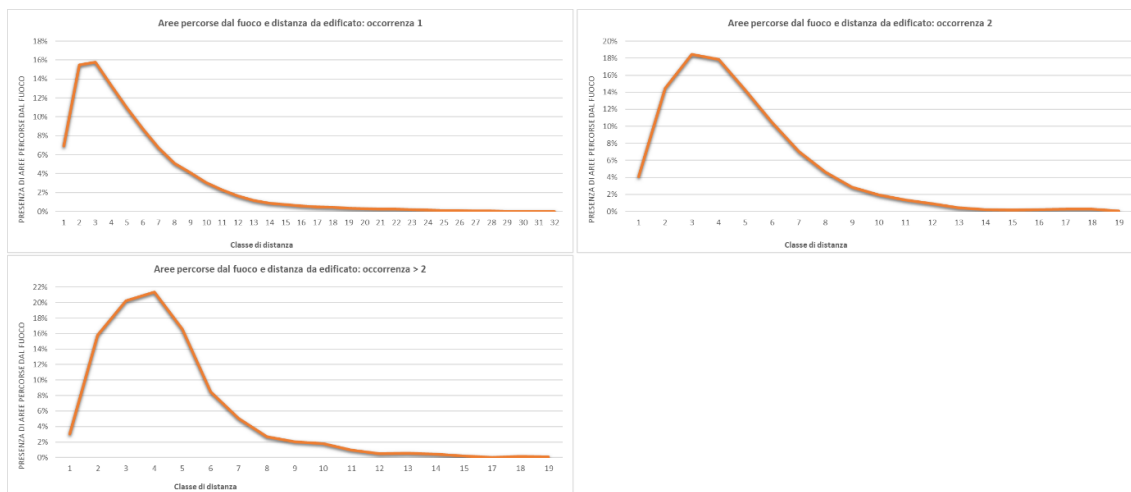 Aree percorse dal fuoco e distanza da edificato: occorrenza 1
PRESENZA DI AREE PERCORSE DAL FUOCO
18%
16%
14%
12%
10%
8%
6%
4%
2%
0%
1 2 3 4 5 6 7 8 9 10 11 12 13 14 15 16 17 18 19 20 21 22 23 24 25 26 27 28 29 30 31 32
Classe di distanza
Aree percorse dal fuoco e distanza da edificato: occorrenza 2
PRESENZA DI AREE PERCORSE DAL FUOCO
20%
18%
16%
14%
12%
10%
8%
6%
4%
2%
0%
1 2 3 4 5 6 7 8 9 10 11 12 13 14 15 16 17 18 19
Classe di distanza
Aree percorse dal fuoco e distanza da edificato: occorrenza > 2
PRESENZA DI AREE PERCORSE DAL FUOCO
22%
20%
18%
16%
14%
12%
10%
8%
6%
4%
2%
0%
1 2 3 4 5 6 7 8 9 10 11 12 13 14 15 17 18 19
Classe di distanza